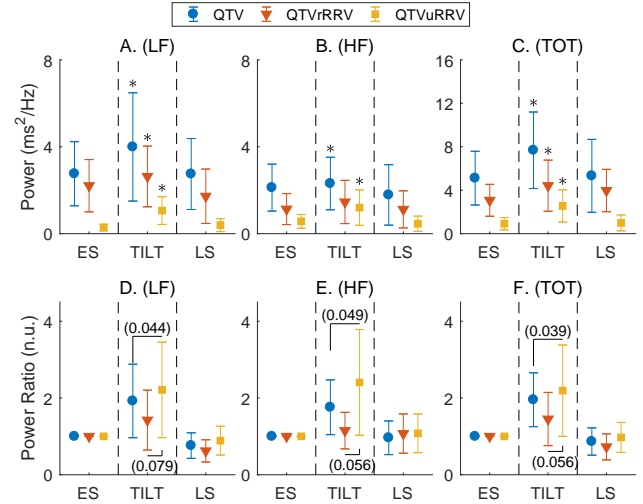 QTV QTVrRRV QTVuRRV
A. (LF) B. (HF) C. (TOT)
Power (ms²/Hz)
8 8 16
4 4 12
0 0 8
4
0
* * *
* *
* * *
ES TILT LS ES TILT LS ES TILT LS
D. (LF) E. (HF) F. (TOT)
Power Ratio (n.u.)
4 4 4
2 2 2
0 0 0
(0.044) (0.049) (0.039)
(0.079) (0.056) (0.056)
ES TILT LS ES TILT LS ES TILT LS